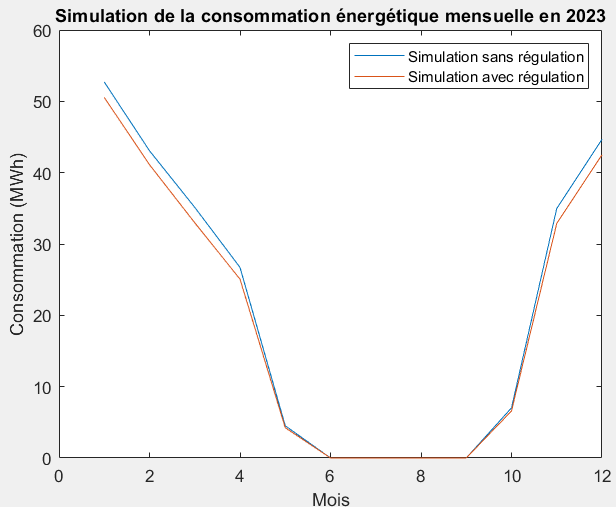 Simulation de la consommation énergétique mensuelle en 2023
60
50
40
30
20
10
0
Consommation (MWh)
Simulation sans régulation
Simulation avec régulation
0 2 4 6 8 10 12
Mois